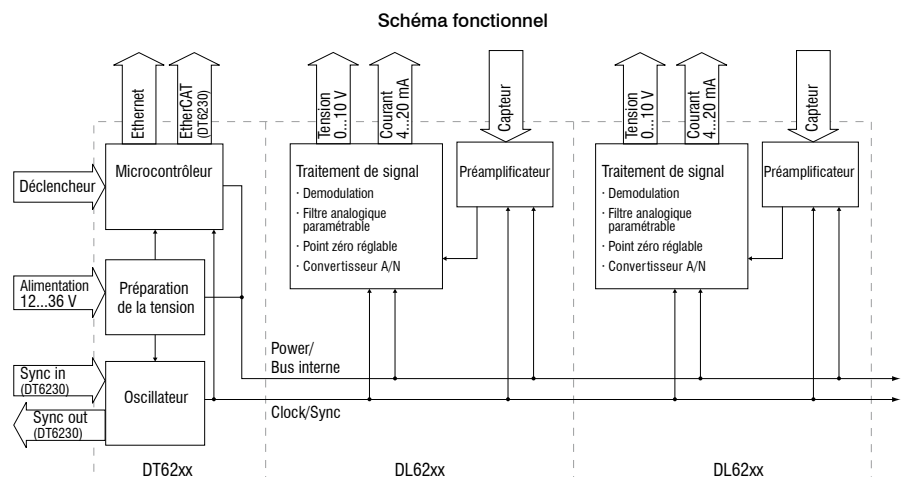 Schéma fonctionnel
Ethernet
EtherCAT
(DT6230)
Tension
0...10 V
Courant
4...20 mA
Capteur
Tension
0...10 V
Courant
4...20 mA
Capteur
Déclencheur
Microcontrôleur
Traitement de signal
· Demodulation
· Filtre analogique
paramétrable
· Point zéro réglable
· Convertisseur A/N
Préamplificateur
Traitement de signal
· Demodulation
· Filtre analogique
paramétrable
· Point zéro réglable
· Convertisseur A/N
Préamplificateur
Alimentation
12...36 V
Préparation
de la tension
Power/
Bus interne
Sync in
(DT6230)
Sync out
(DT6230)
Oscillateur
Clock/Sync
DT62xx
DL62xx
DL62xx